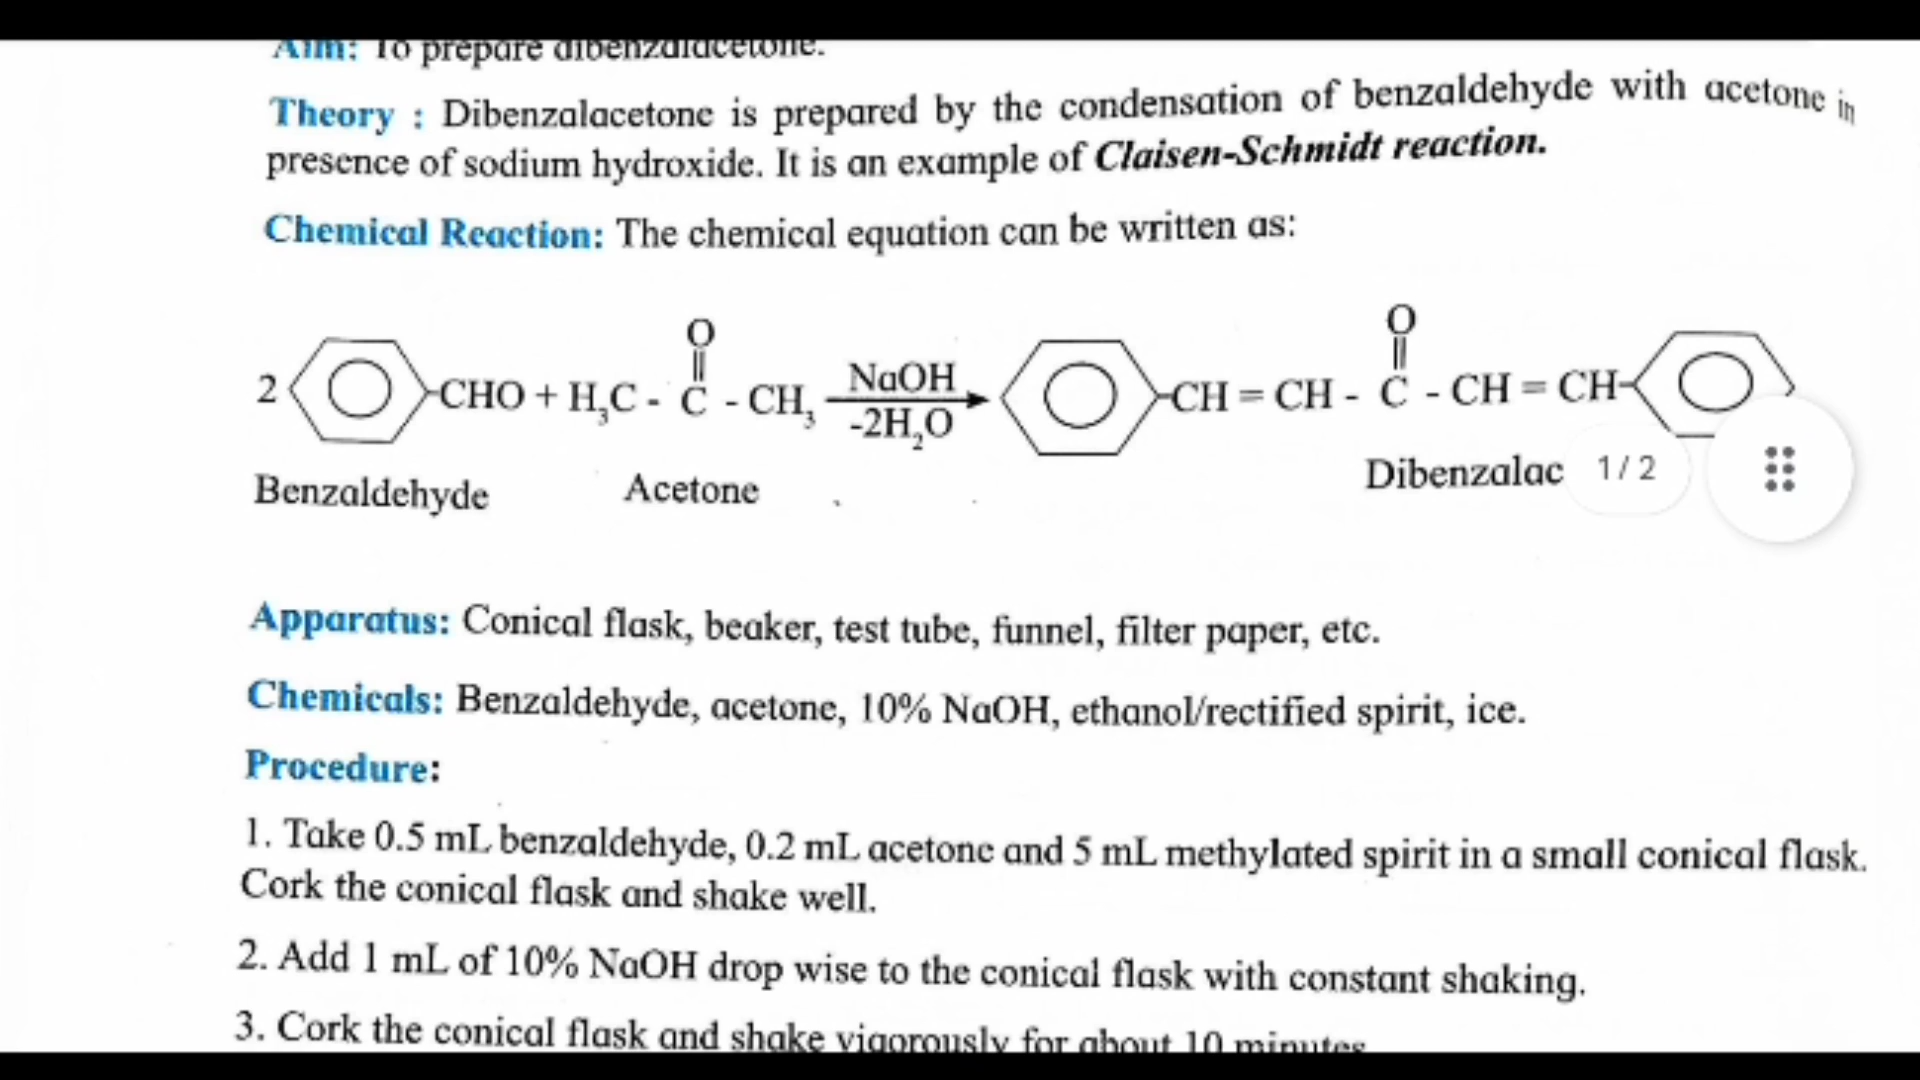 Aim: To prepare dibenzalacetone.
Theory : Dibenzalacetone is prepared by the condensation of benzaldehyde with acetone in
presence of sodium hydroxide. It is an example of Claisen-Schmidt reaction.
Chemical Reaction: The chemical equation can be written as:
2 -CHO + H₃C - C - CH₃ NaOH -CH = CH - C - CH = CH-
O O
-2H₂O
Benzaldehyde Acetone Dibenzalac 1/2
Apparatus: Conical flask, beaker, test tube, funnel, filter paper, etc.
Chemicals: Benzaldehyde, acetone, 10% NaOH, ethanol/rectified spirit, ice.
Procedure:
1. Take 0.5 mL benzaldehyde, 0.2 mL acetone and 5 mL methylated spirit in a small conical flask.
Cork the conical flask and shake well.
2. Add 1 mL of 10% NaOH drop wise to the conical flask with constant shaking.
3. Cork the conical flask and shake vigorously for about 10 minutes